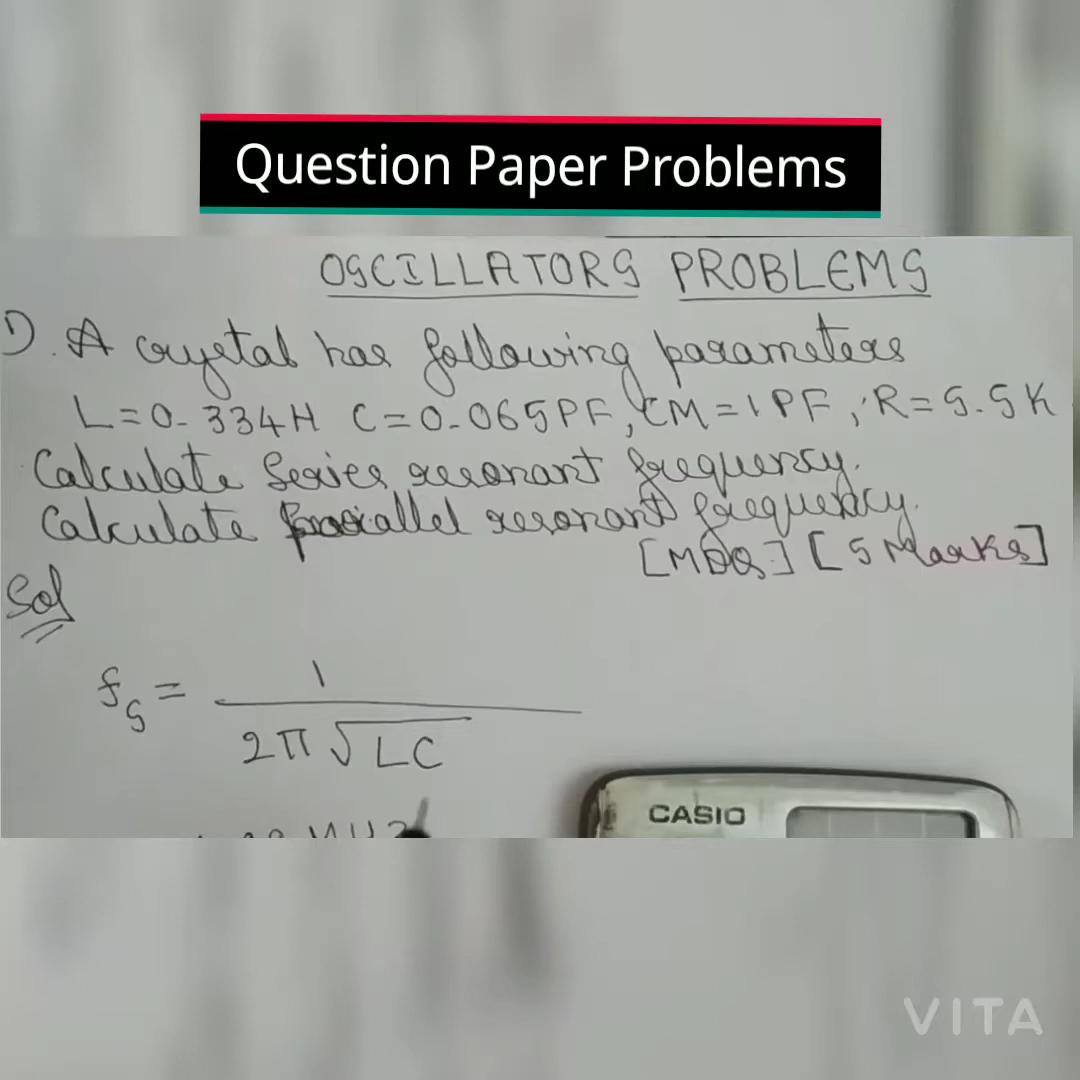 Question Paper Problems
OSCILLATORS PROBLEMS
1). A crystal has following parameters
L=0.334H C=0.065PF, CM=1PF, R=5.5K
Calculate Series resonant frequency.
Calculate parallel resonant frequency.
[MDQ.] [5 Marks]
Sol
fs = 1
2π√LC
CASIO
VITA